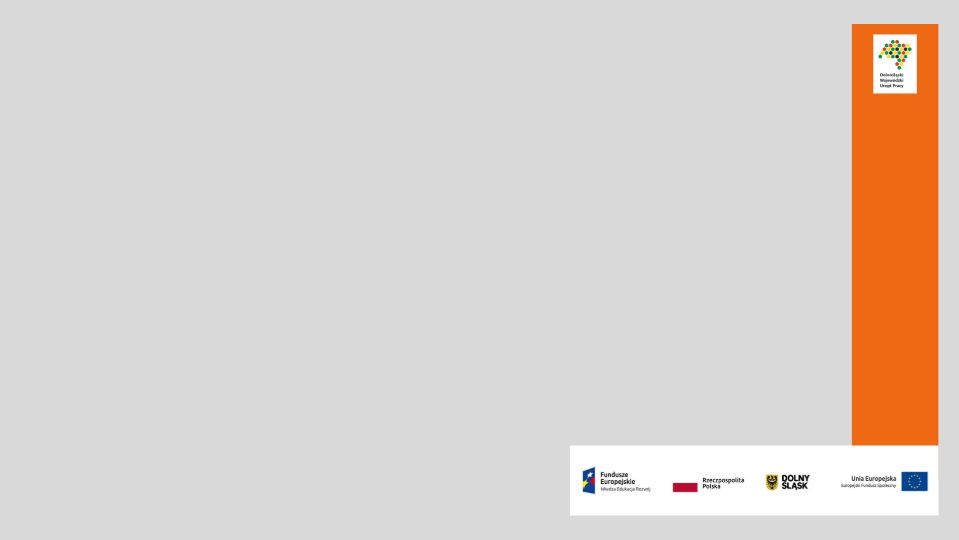 Dolnośląski
Wojewódzki
Urząd Pracy
Fundusze
Europejskie
Wiedza Edukacja Rozwój
Rzeczpospolita
Polska
DOLNY
ŚLĄSK
Unia Europejska
Europejski Fundusz Społeczny